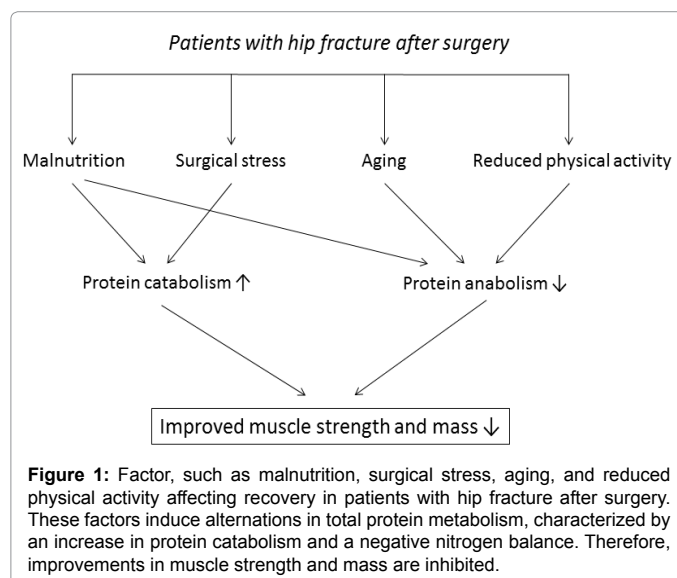 Patients with hip fracture after surgery
Malnutrition Surgical stress Aging Reduced physical activity
Protein catabolism ↑ Protein anabolism ↓
Improved muscle strength and mass ↓
Figure 1: Factor, such as malnutrition, surgical stress, aging, and reduced
physical activity affecting recovery in patients with hip fracture after surgery.
These factors induce alternations in total protein metabolism, characterized by
an increase in protein catabolism and a negative nitrogen balance. Therefore,
improvements in muscle strength and mass are inhibited.